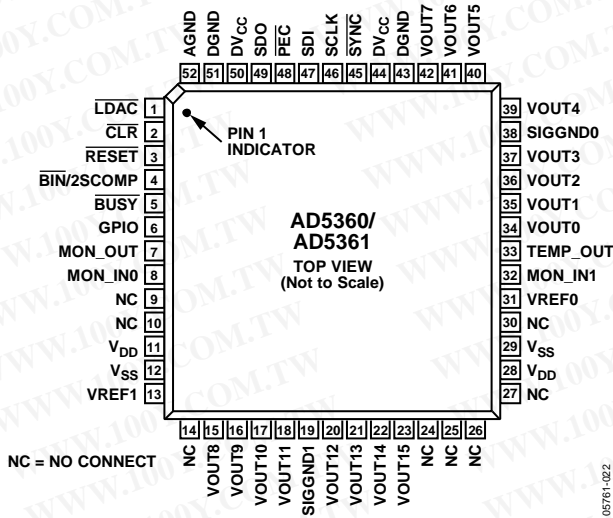 AGND
DGND
DVCC
SDO
PEC
SDI
SCLK
SYNC
DVCC
DGND
VOUT7
VOUT6
VOUT5
52 51 50 49 48 47 46 45 44 43 42 41 40
LDAC 1
CLR 2
RESET 3
BIN/2SCOMP 4
BUSY 5
GPIO 6
MON_OUT 7
MON_IN0 8
NC 9
NC 10
VDD 11
VSS 12
VREF1 13
PIN 1
INDICATOR
AD5360/
AD5361
TOP VIEW
(Not to Scale)
39 VOUT4
38 SIGGND0
37 VOUT3
36 VOUT2
35 VOUT1
34 VOUT0
33 TEMP_OUT
32 MON_IN1
31 VREF0
30 NC
29 VSS
28 VDD
27 NC
14 15 16 17 18 19 20 21 22 23 24 25 26
NC
VOUT8
VOUT9
VOUT10
VOUT11
SIGGND1
VOUT12
VOUT13
VOUT14
VOUT15
NC
NC
NC
NC = NO CONNECT
05761-022
WWW.100Y.COM.TW